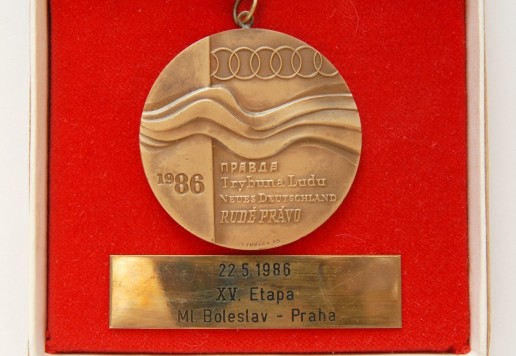 1986
ПРАВДА
Trybuna Ludu
NEUES DEUTSCHLAND
RUDÉ PRÁVO
22.5.1986
XV. Etapa
Ml. Boleslav - Praha